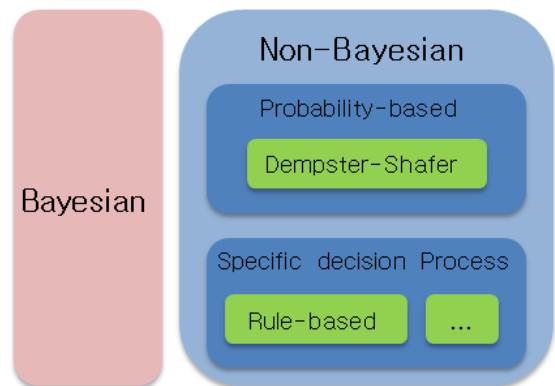 Bayesian
Non-Bayesian
Probability-based
Dempster-Shafer
Specific decision Process
Rule-based
...